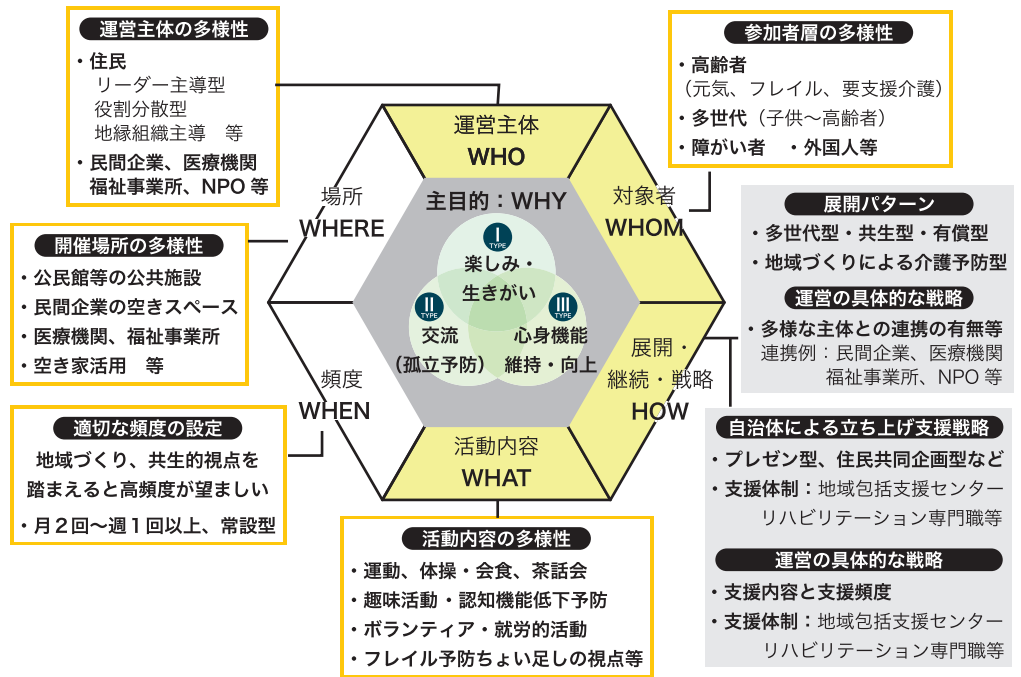 運営主体の多様性
・住民
リーダー主導型
役割分散型
地縁組織主導　等
・民間企業、医療機関
福祉事業所、NPO 等
開催場所の多様性
・公民館等の公共施設
・民間企業の空きスペース
・医療機関、福祉事業所
・空き家活用　等
適切な頻度の設定
地域づくり、共生的視点を
踏まえると高頻度が望ましい
・月２回～週１回以上、常設型
運営主体
WHO
場所
WHERE
対象者
WHOM
主目的：WHY
I
TYPE
楽しみ・
生きがい
II
TYPE
交流
（孤立予防）
III
TYPE
心身機能
維持・向上
頻度
WHEN
展開・
継続・戦略
HOW
活動内容
WHAT
活動内容の多様性
・運動、体操・会食、茶話会
・趣味活動・認知機能低下予防
・ボランティア・就労的活動
・フレイル予防ちょい足しの視点等
参加者層の多様性
・高齢者
（元気、フレイル、要支援介護）
・多世代（子供～高齢者）
・障がい者　・外国人等
展開パターン
・多世代型・共生型・有償型
・地域づくりによる介護予防型
運営の具体的な戦略
・多様な主体との連携の有無等
連携例：民間企業、医療機関
福祉事業所、NPO 等
自治体による立ち上げ支援戦略
・プレゼン型、住民共同企画型など
・支援体制：地域包括支援センター
リハビリテーション専門職等
運営の具体的な戦略
・支援内容と支援頻度
・支援体制：地域包括支援センター
リハビリテーション専門職等